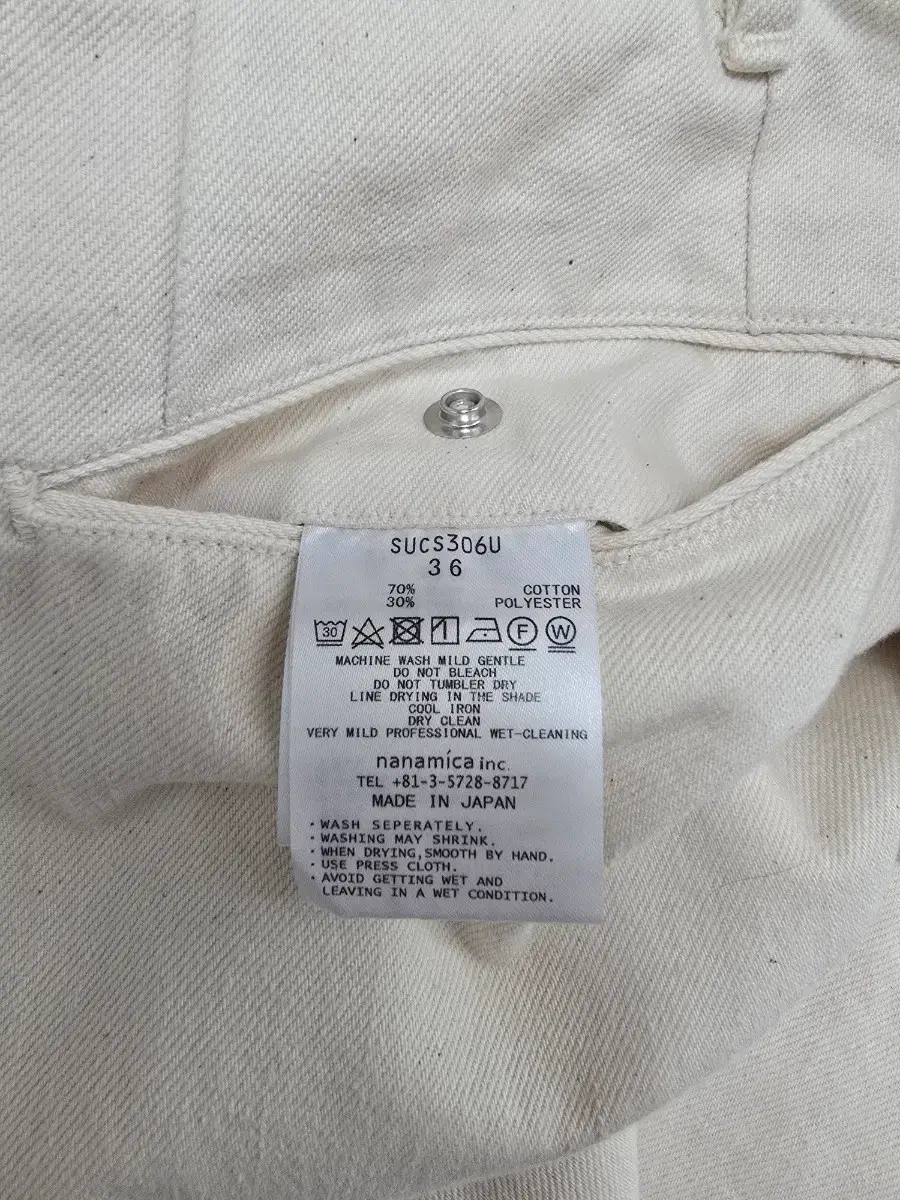 SUCS306U
36
70% COTTON
30% POLYESTER
30 F W
MACHINE WASH MILD GENTLE
DO NOT BLEACH
DO NOT TUMBLER DRY
LINE DRYING IN THE SHADE
COOL IRON
DRY CLEAN
VERY MILD PROFESSIONAL WET-CLEANING
nanamíca inc.
TEL +81-3-5728-8717
MADE IN JAPAN
・WASH SEPERATELY.
・WASHING MAY SHRINK.
・WHEN DRYING,SMOOTH BY HAND.
・USE PRESS CLOTH.
・AVOID GETTING WET AND
LEAVING IN A WET CONDITION.